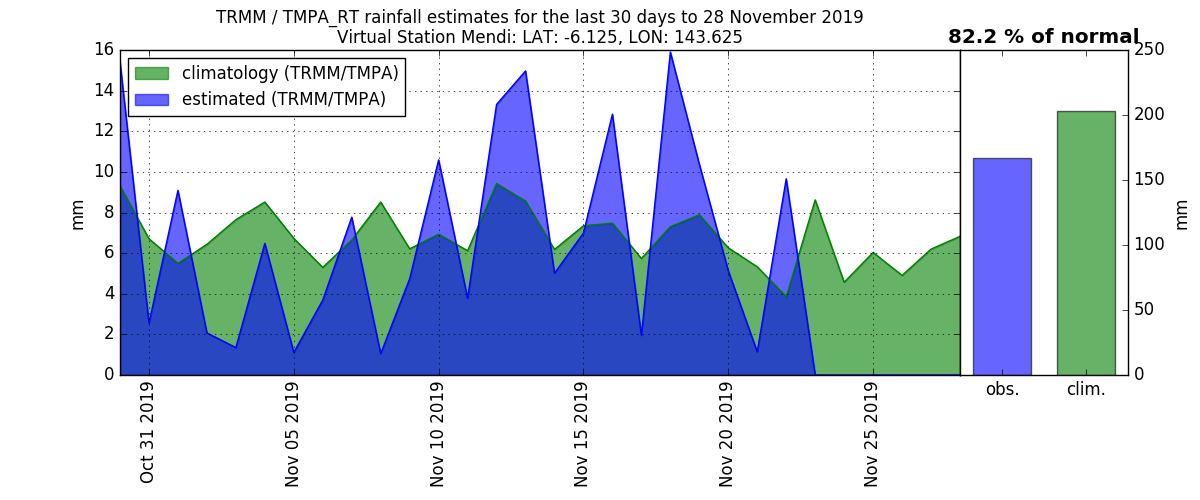 TRMM / TMPA_RT rainfall estimates for the last 30 days to 28 November 2019
Virtual Station Mendi: LAT: -6.125, LON: 143.625
82.2 % of normal
climatology (TRMM/TMPA)
estimated (TRMM/TMPA)
mm
16
14
12
10
8
6
4
2
0
Oct 31 2019
Nov 05 2019
Nov 10 2019
Nov 15 2019
Nov 20 2019
Nov 25 2019
obs.
clim.
250
200
150
100
50
0
mm